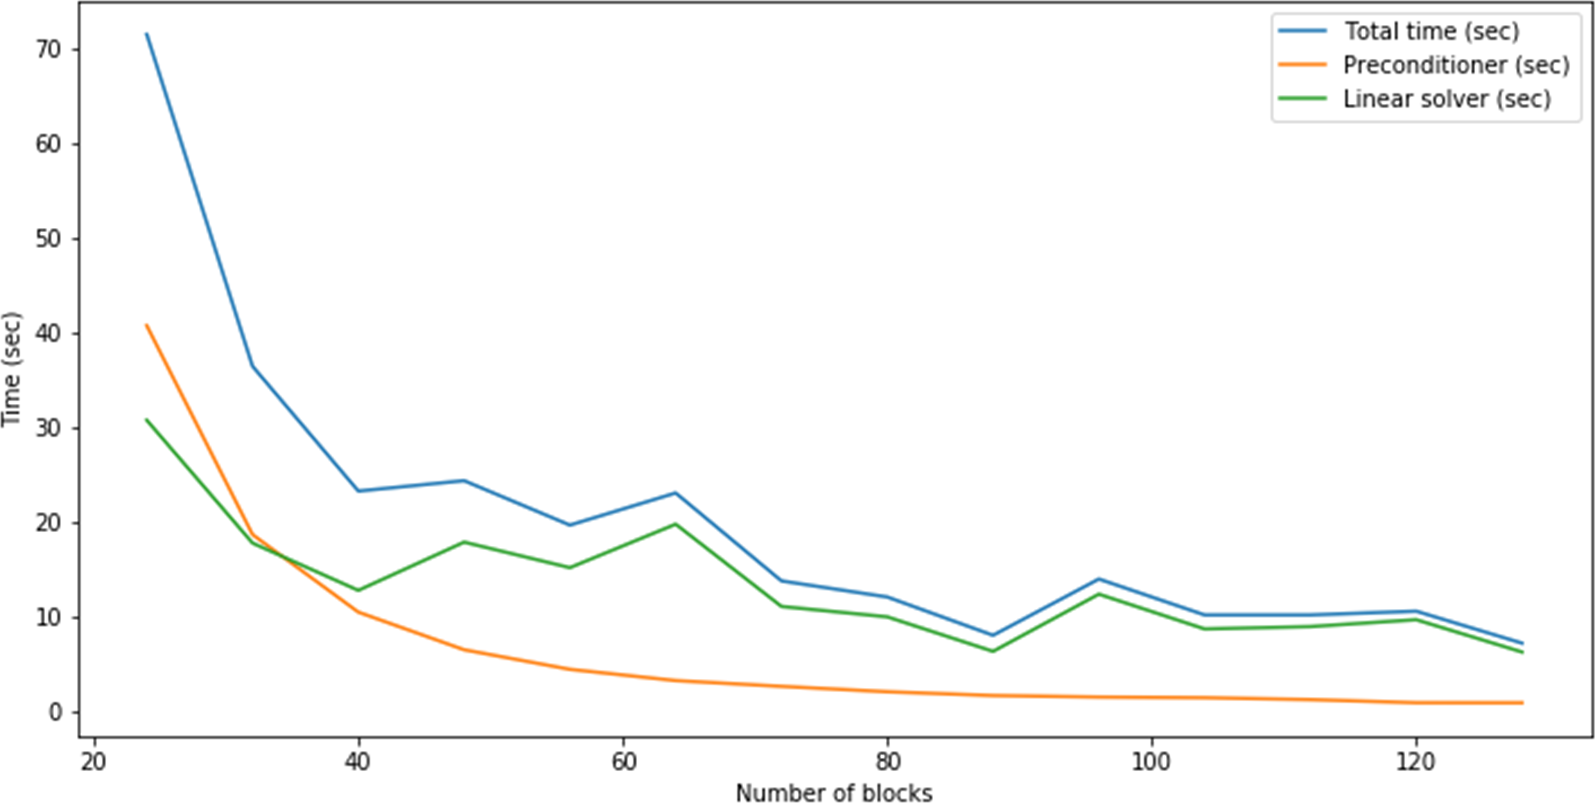 Total time (sec)
Preconditioner (sec)
Linear solver (sec)
Time (sec)
70
60
50
40
30
20
10
0
20 40 60 80 100 120
Number of blocks